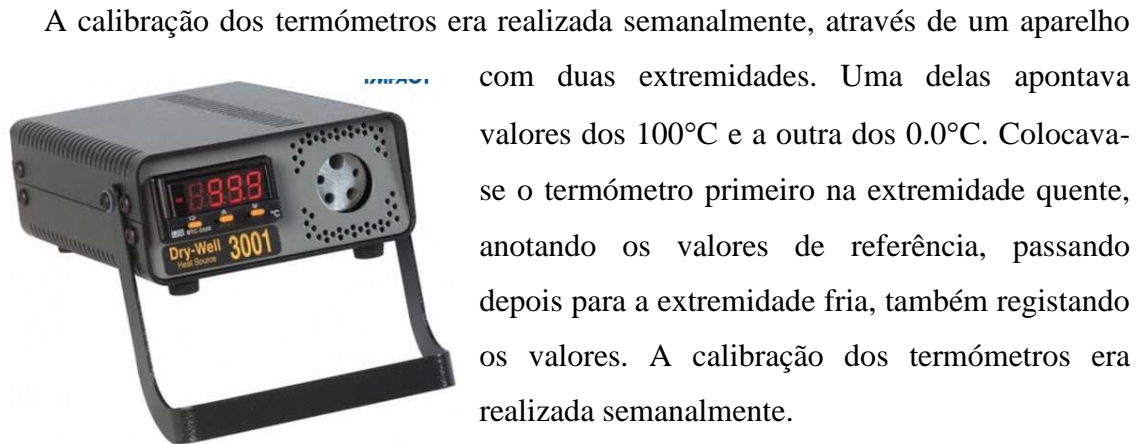 A calibração dos termómetros era realizada semanalmente, através de um aparelho
com duas extremidades. Uma delas apontava
valores dos 100°C e a outra dos 0.0°C. Colocava-
se o termómetro primeiro na extremidade quente,
anotando os valores de referência, passando
depois para a extremidade fria, também registando
os valores. A calibração dos termómetros era
realizada semanalmente.
°C
Dry-Well 3001
Heat Source